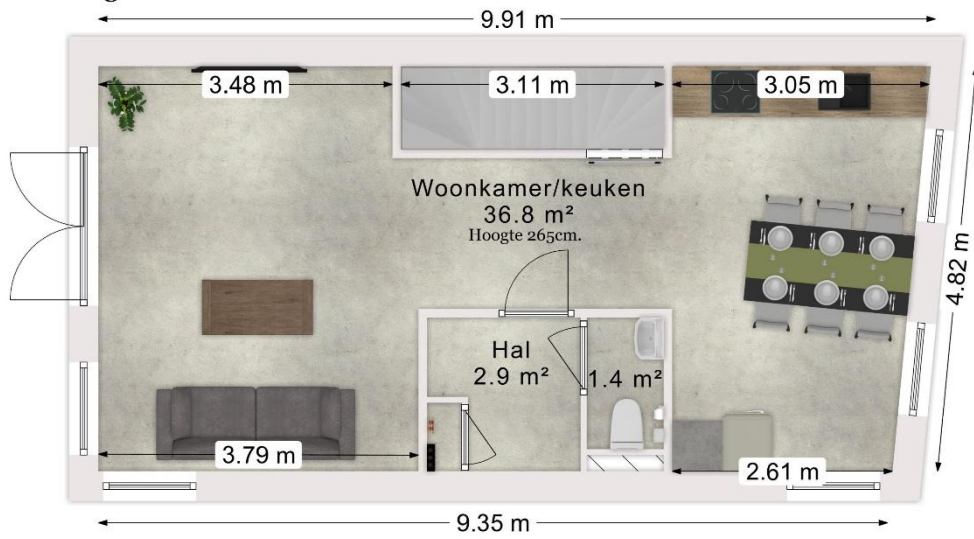 9.91 m
3.48 m
3.11 m
3.05 m
Woonkamer/keuken
36.8 m²
Hoogte 265cm.
4.82 m
Hal
2.9 m²
1.4 m²
3.79 m
2.61 m
9.35 m